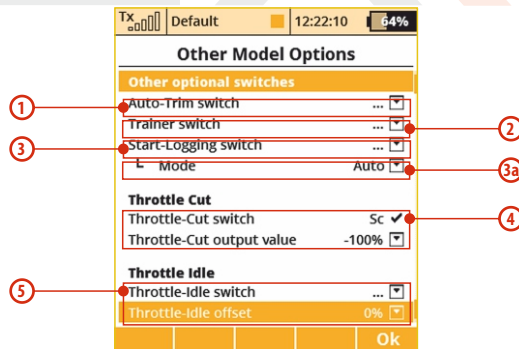 Tx Default 12:22:10 64%
Other Model Options
Other optional switches
1 Auto-Trim switch ...
Trainer switch ... 2
3 Start-Logging switch ...
Mode Auto 3a
Throttle Cut
Throttle-Cut switch Sc ✔ 4
Throttle-Cut output value -100%
Throttle Idle
5 Throttle-Idle switch ...
Throttle-Idle offset 0%
Ok